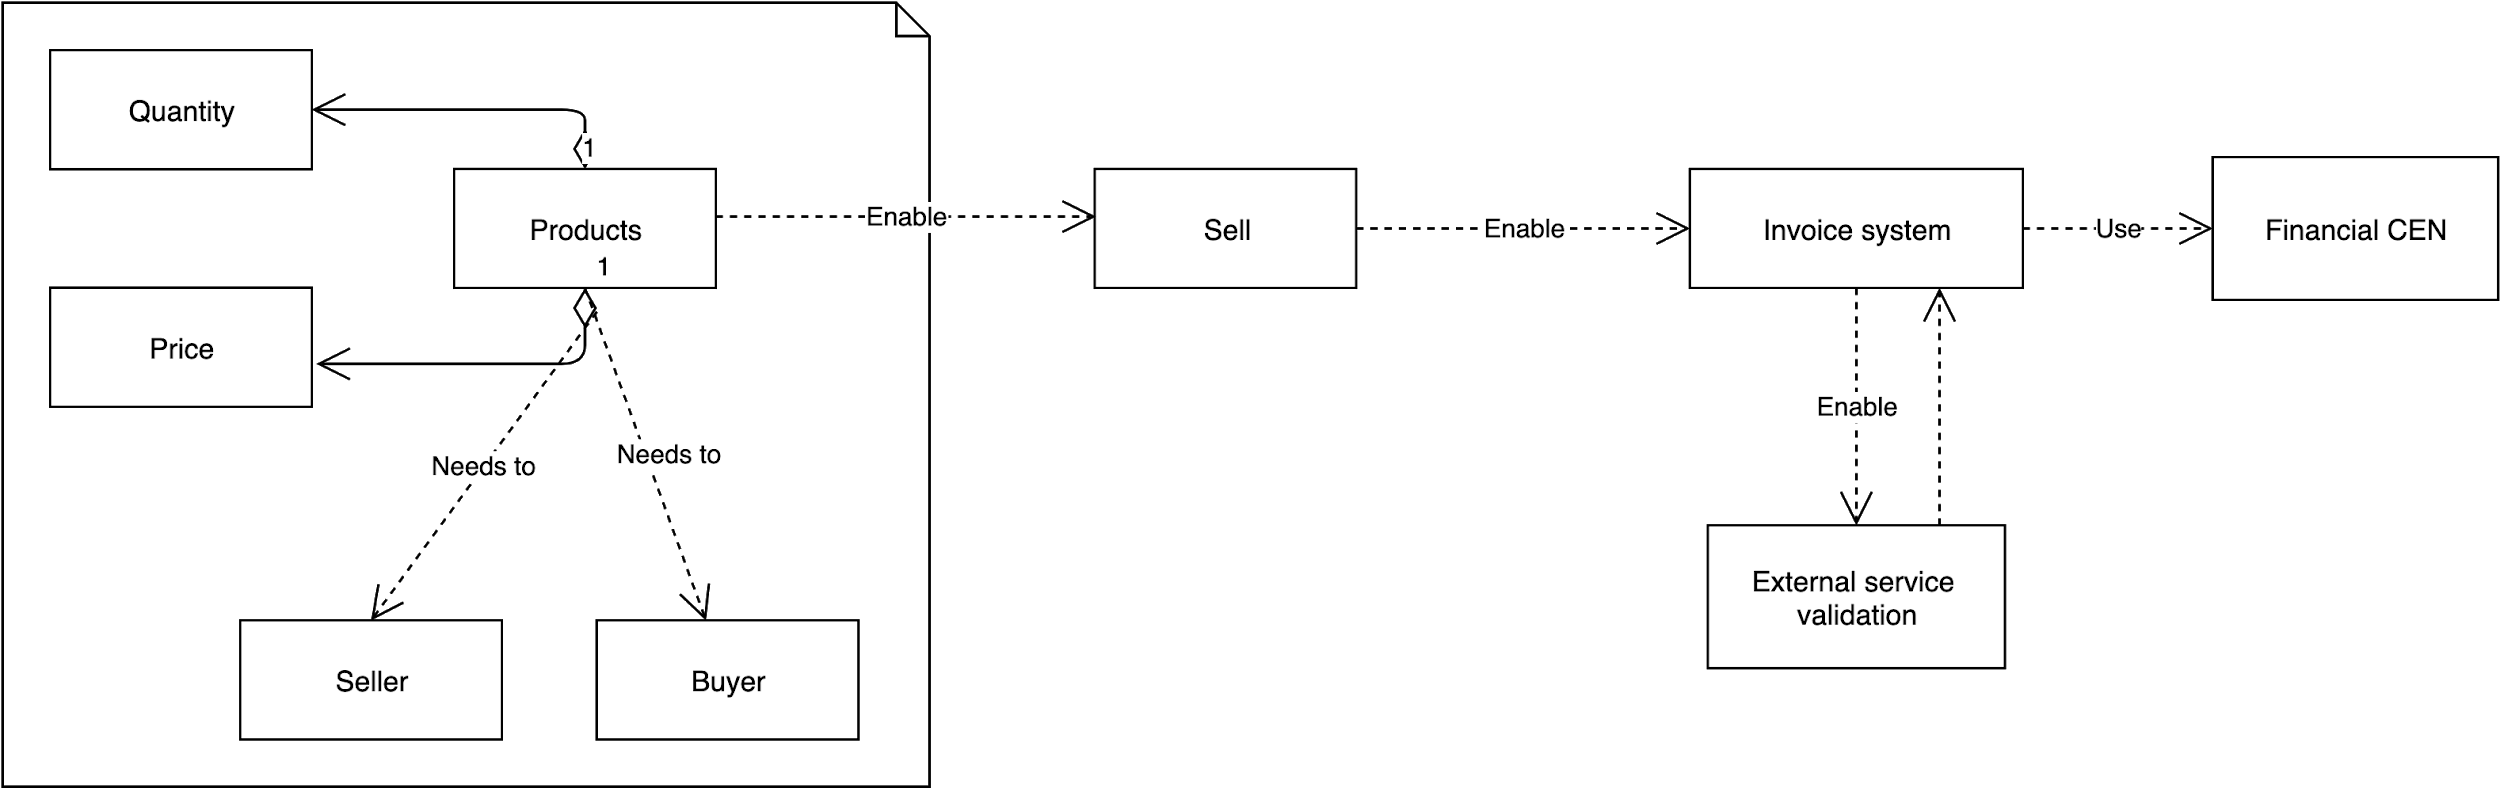 Quantity
1
Products
1
Enable
Sell
Enable
Invoice system
Use
Financial CEN
Price
Enable
Needs to
Needs to
External service
validation
Seller
Buyer